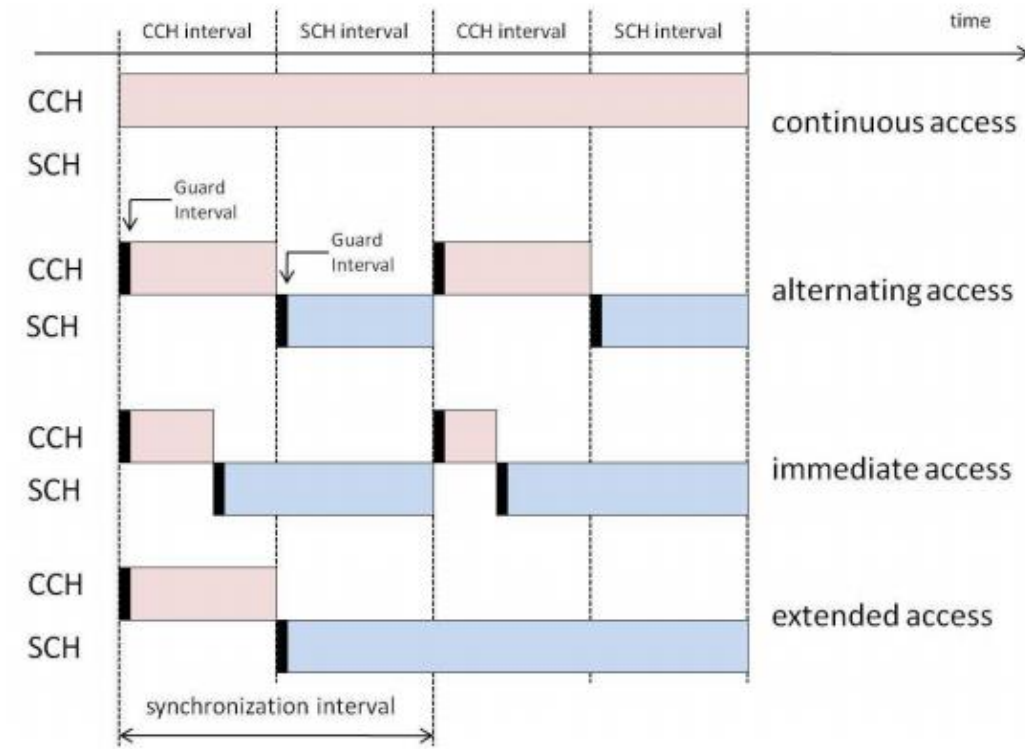 CCH interval
SCH interval
CCH interval
SCH interval
time
CCH
SCH
continuous access
Guard
Interval
Guard
Interval
CCH
SCH
alternating access
CCH
SCH
immediate access
CCH
SCH
extended access
synchronization interval